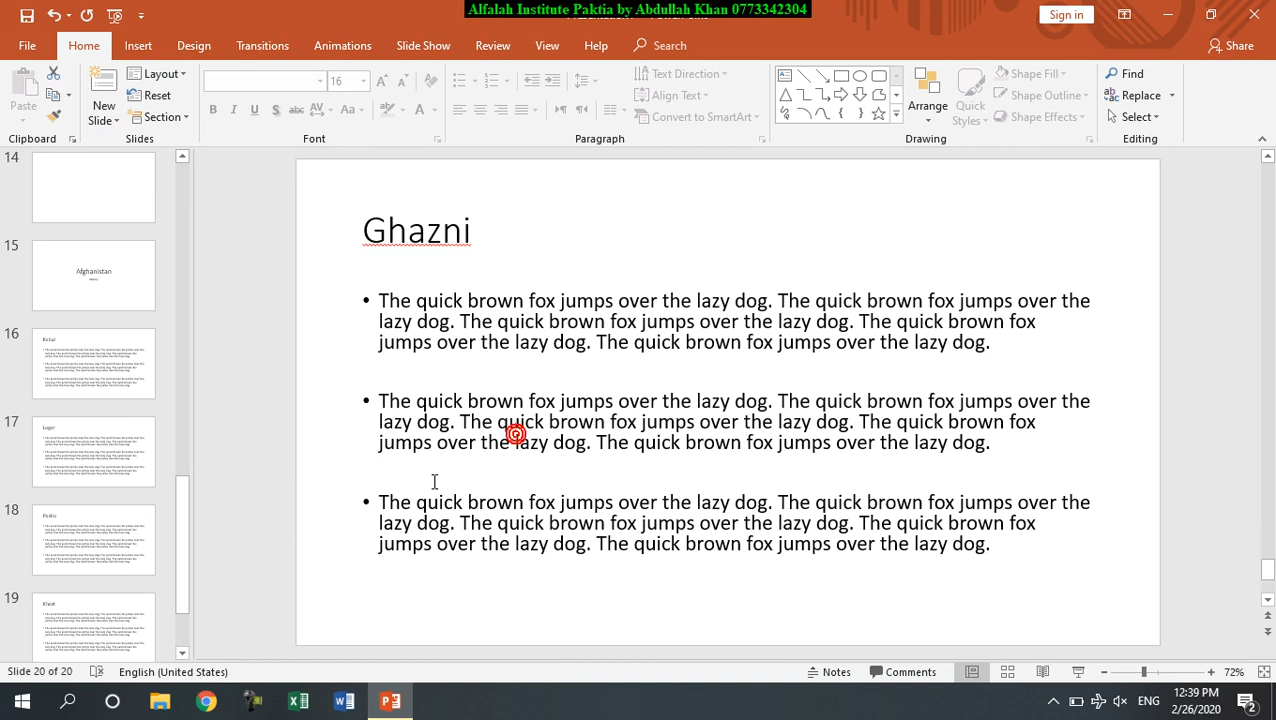 Alfalah Institute Paktia by Abdullah Khan 0773342304
Sign in
File Home Insert Design Transitions Animations Slide Show Review View Help Search Share
Paste
New Slide
Layout
Reset
Section
16
Text Direction
Align Text
Convert to SmartArt
Arrange
Quick Styles
Shape Fill
Shape Outline
Shape Effects
Find
Replace
Select
Clipboard Slides Font Paragraph Drawing Editing
14
15
Afghanistan
16
Kabul
17
Logar
18
Paktia
19
Khost
Ghazni
• The quick brown fox jumps over the lazy dog. The quick brown fox jumps over the
lazy dog. The quick brown fox jumps over the lazy dog. The quick brown fox
jumps over the lazy dog. The quick brown fox jumps over the lazy dog.
• The quick brown fox jumps over the lazy dog. The quick brown fox jumps over the
lazy dog. The quick brown fox jumps over the lazy dog. The quick brown fox
jumps over the lazy dog. The quick brown fox jumps over the lazy dog.
• The quick brown fox jumps over the lazy dog. The quick brown fox jumps over the
lazy dog. The quick brown fox jumps over the lazy dog. The quick brown fox
jumps over the lazy dog. The quick brown fox jumps over the lazy dog.
Slide 20 of 20 English (United States) Notes Comments 72%
ENG 12:39 PM
2/26/2020 2